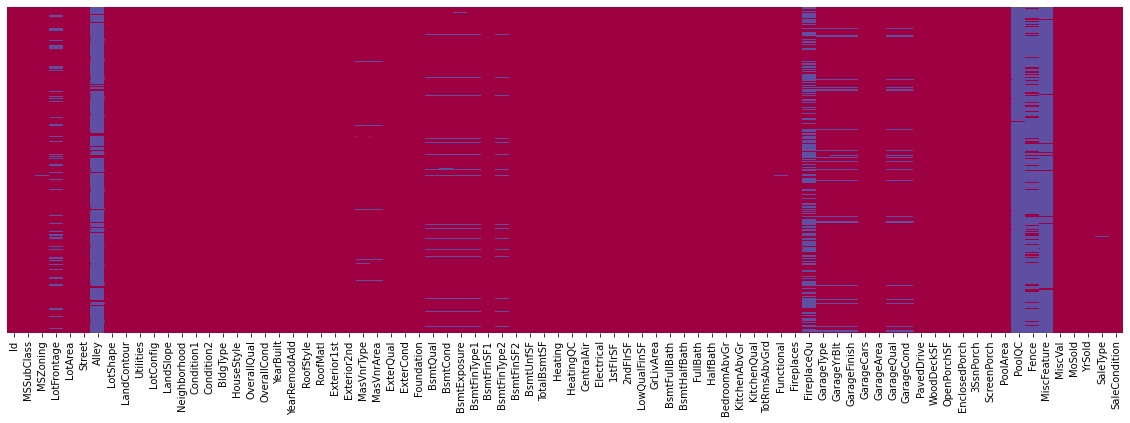 Id
MSSubClass
MSZoning
LotFrontage
LotArea
Street
Alley
LotShape
LandContour
Utilities
LotConfig
LandSlope
Neighborhood
Condition1
Condition2
BldgType
HouseStyle
OverallQual
OverallCond
YearBuilt
YearRemodAdd
RoofStyle
RoofMatl
Exterior1st
Exterior2nd
MasVnrType
MasVnrArea
ExterQual
ExterCond
Foundation
BsmtQual
BsmtCond
BsmtExposure
BsmtFinType1
BsmtFinSF1
BsmtFinType2
BsmtFinSF2
BsmtUnfSF
TotalBsmtSF
Heating
HeatingQC
CentralAir
Electrical
1stFlrSF
2ndFlrSF
LowQualFinSF
GrLivArea
BsmtFullBath
BsmtHalfBath
FullBath
HalfBath
BedroomAbvGr
KitchenAbvGr
KitchenQual
TotRmsAbvGrd
Functional
Fireplaces
FireplaceQu
GarageType
GarageYrBlt
GarageFinish
GarageCars
GarageArea
GarageQual
GarageCond
PavedDrive
WoodDeckSF
OpenPorchSF
EnclosedPorch
3SsnPorch
ScreenPorch
PoolArea
PoolQC
Fence
MiscFeature
MiscVal
MoSold
YrSold
SaleType
SaleCondition